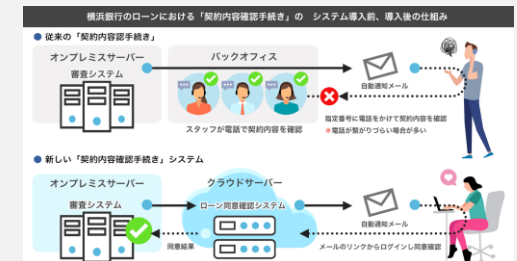 横浜銀行のローンにおける「契約内容確認手続き」の システム導入前、導入後の仕組み
● 従来の「契約内容認手続き」
オンプレミスサーバー
審査システム
バックオフィス
スタッフが電話で契約内容を確認
自動通知メール
指定番号に電話をかけて契約内容を確認
＊電話が繋がりづらい場合が多い
● 新しい「契約内容確認手続き」システム
オンプレミスサーバー
審査システム
クラウドサーバー
ローン同意確認システム
同意結果
自動通知メール
メールのリンクからログインし同意確認